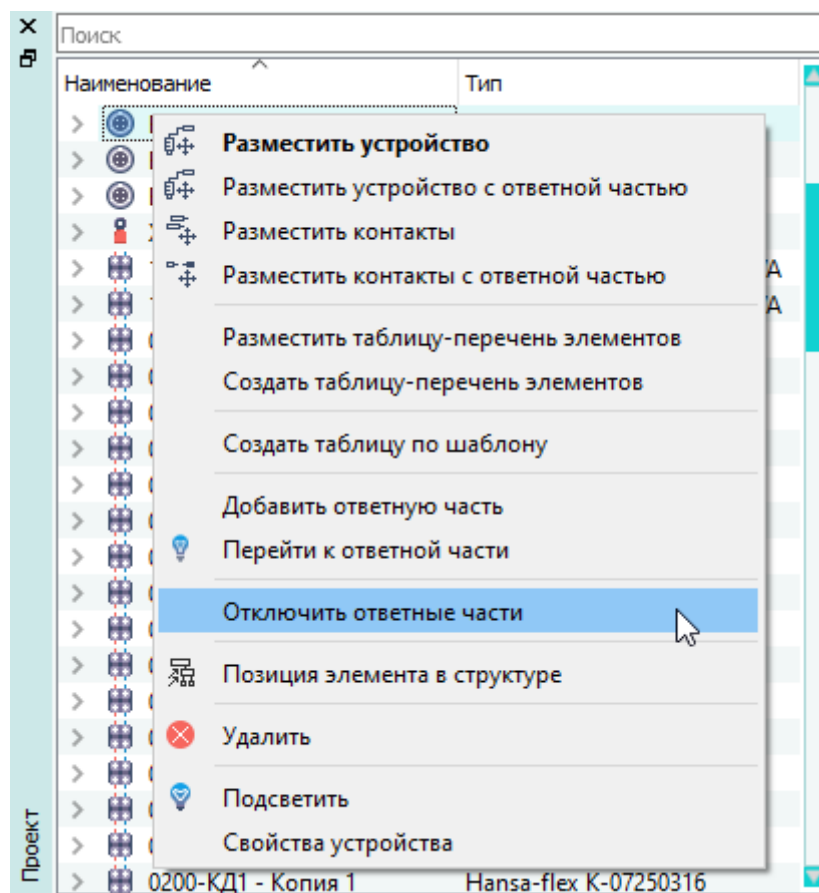 Поиск
Наименование
Тип
Разместить устройство
Разместить устройство с ответной частью
Разместить контакты
Разместить контакты с ответной частью
Разместить таблицу-перечень элементов
Создать таблицу-перечень элементов
Создать таблицу по шаблону
Добавить ответную часть
Перейти к ответной части
Отключить ответные части
Позиция элемента в структуре
Удалить
Подсветить
Свойства устройства
0200-КД1 - Копия 1
Hansa-flex K-07250316
Проект